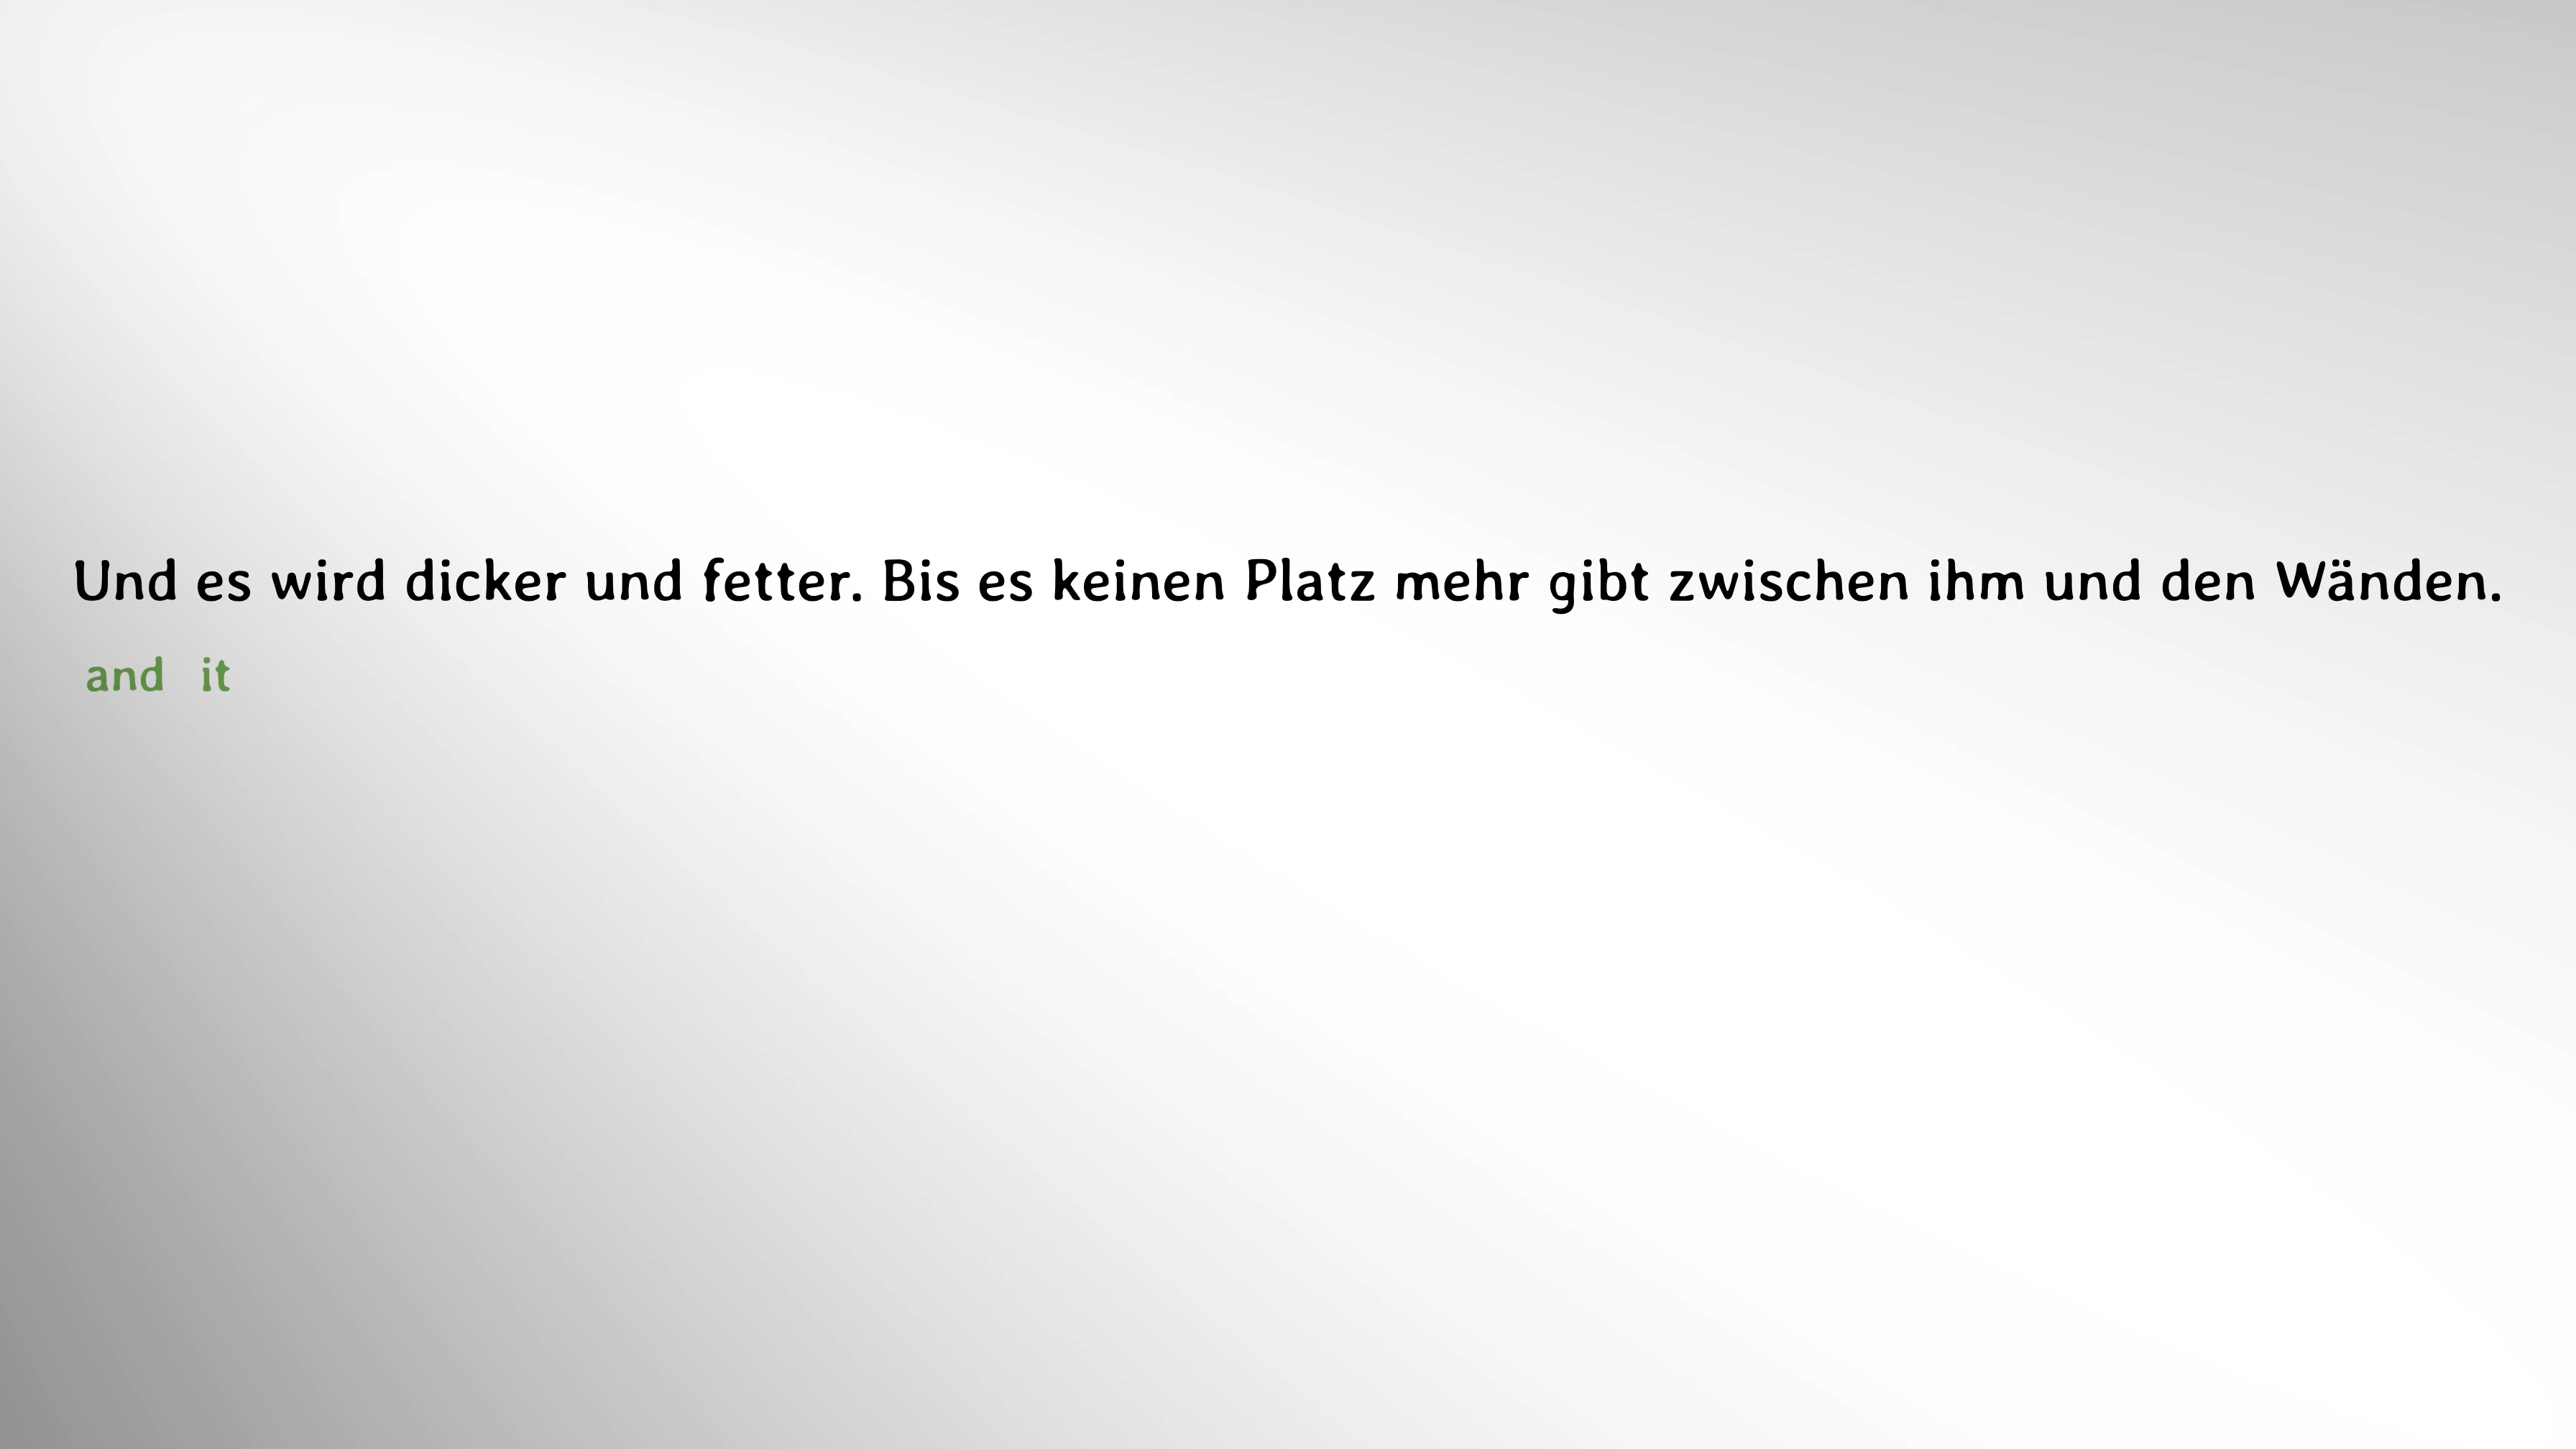 Und es wird dicker und fetter. Bis es keinen Platz mehr gibt zwischen ihm und den Wänden.
and it